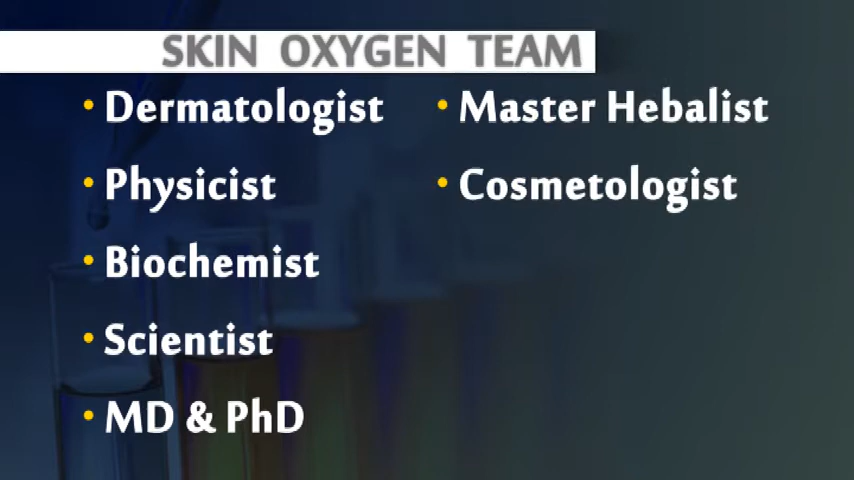 SKIN OXYGEN TEAM
• Dermatologist
• Physicist
• Biochemist
• Scientist
• MD & PhD
• Master Hebalist
• Cosmetologist